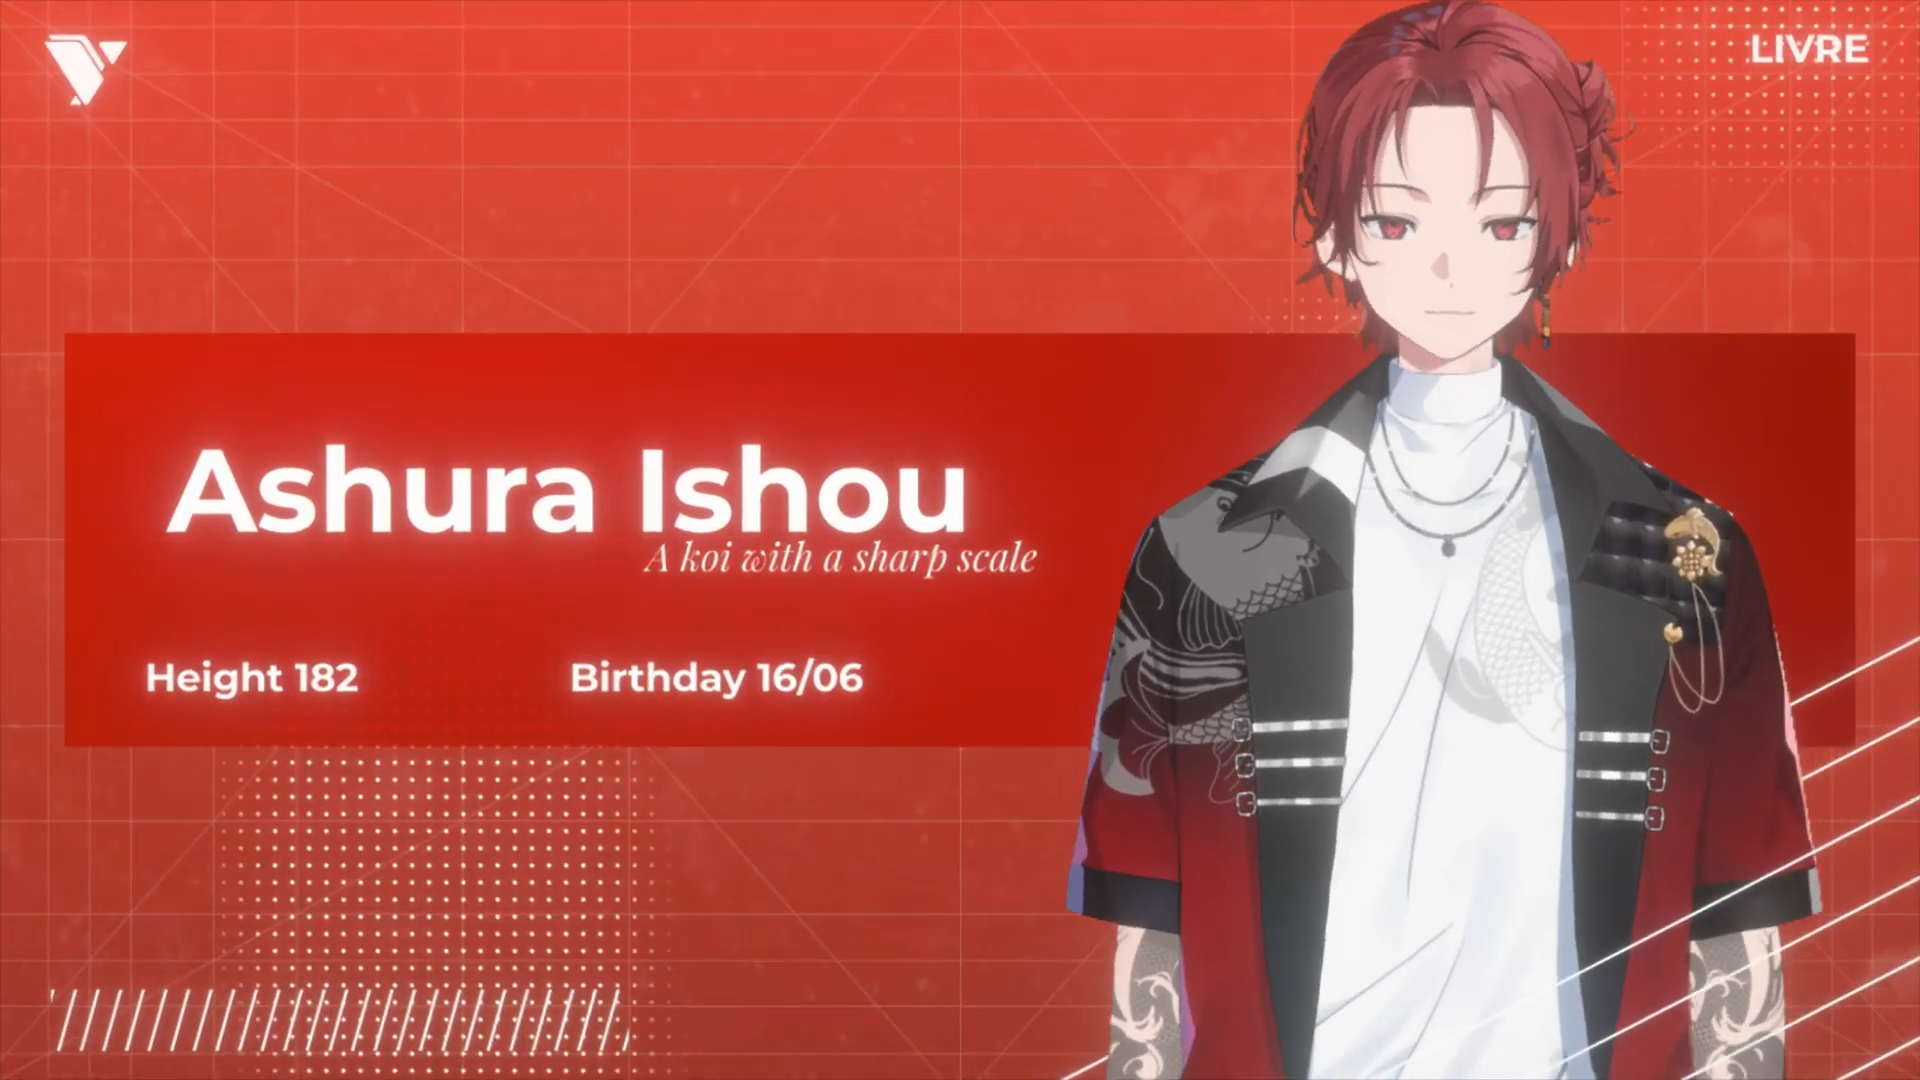 LIVRE
Ashura Ishou
A koi with a sharp scale
Height 182
Birthday 16/06